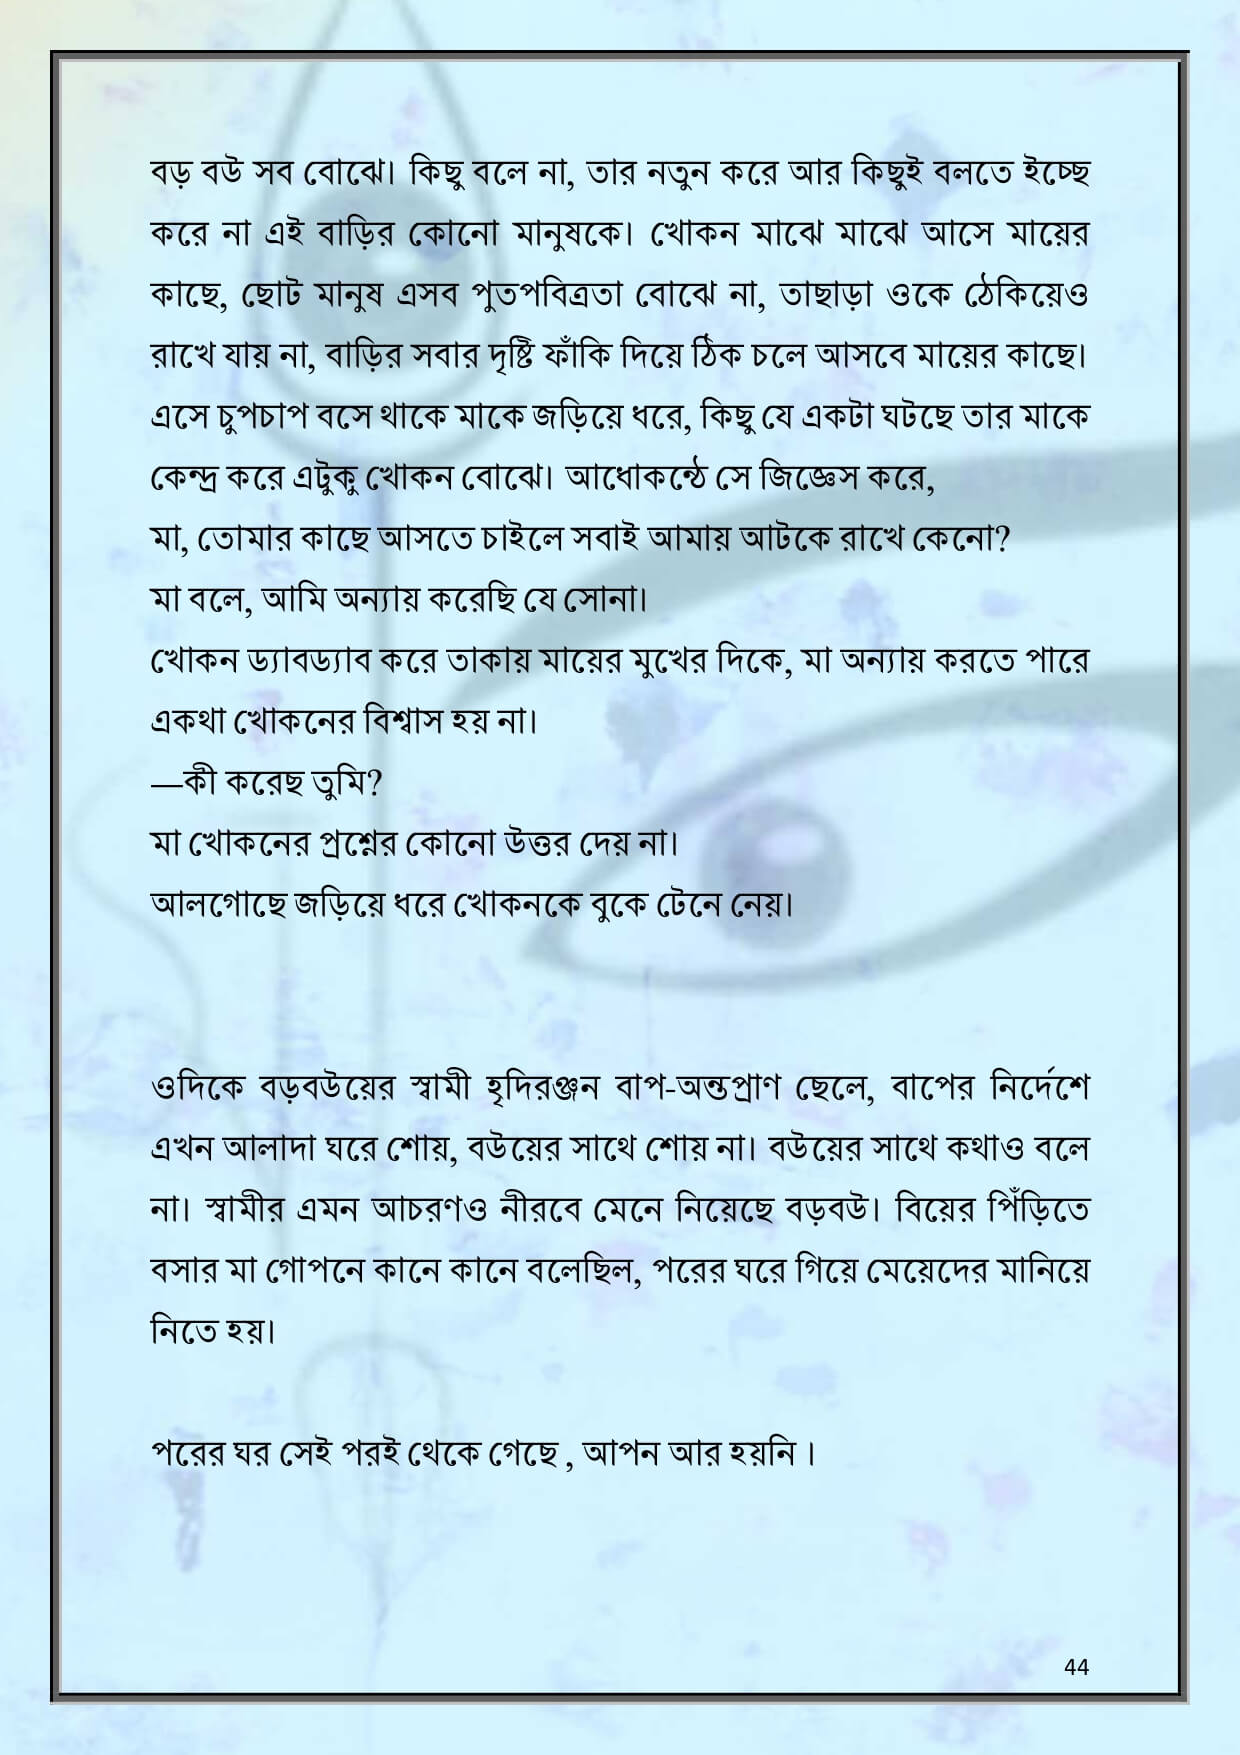 বড় বউ সব বোঝে। কিছু বলে না, তার নতুন করে আর কিছুই বলতে ইচ্ছে
করে না এই বাড়ির কোনো মানুষকে। খোকন মাঝে মাঝে আসে মায়ের
কাছে, ছোট মানুষ এসব পুতপবিত্রতা বোঝে না, তাছাড়া ওকে ঠেকিয়েও
রাখে যায় না, বাড়ির সবার দৃষ্টি ফাঁকি দিয়ে ঠিক চলে আসবে মায়ের কাছে।
এসে চুপচাপ বসে থাকে মাকে জড়িয়ে ধরে, কিছু যে একটা ঘটছে তার মাকে
কেন্দ্র করে এটুকু খোকন বোঝে। আধোকন্ঠে সে জিজ্ঞেস করে,
মা, তোমার কাছে আসতে চাইলে সবাই আমায় আটকে রাখে কেনো?
মা বলে, আমি অন্যায় করেছি যে সোনা।
খোকন ড্যাবড্যাব করে তাকায় মায়ের মুখের দিকে, মা অন্যায় করতে পারে
একথা খোকনের বিশ্বাস হয় না।
—কী করেছ তুমি?
মা খোকনের প্রশ্নের কোনো উত্তর দেয় না।
আলগোছে জড়িয়ে ধরে খোকনকে বুকে টেনে নেয়।
ওদিকে বড়বউয়ের স্বামী হৃদিরঞ্জন বাপ-অন্তপ্রাণ ছেলে, বাপের নির্দেশে
এখন আলাদা ঘরে শোয়, বউয়ের সাথে শোয় না। বউয়ের সাথে কথাও বলে
না। স্বামীর এমন আচরণও নীরবে মেনে নিয়েছে বড়বউ। বিয়ের পিঁড়িতে
বসার মা গোপনে কানে কানে বলেছিল, পরের ঘরে গিয়ে মেয়েদের মানিয়ে
নিতে হয়।
পরের ঘর সেই পরই থেকে গেছে , আপন আর হয়নি ।
44